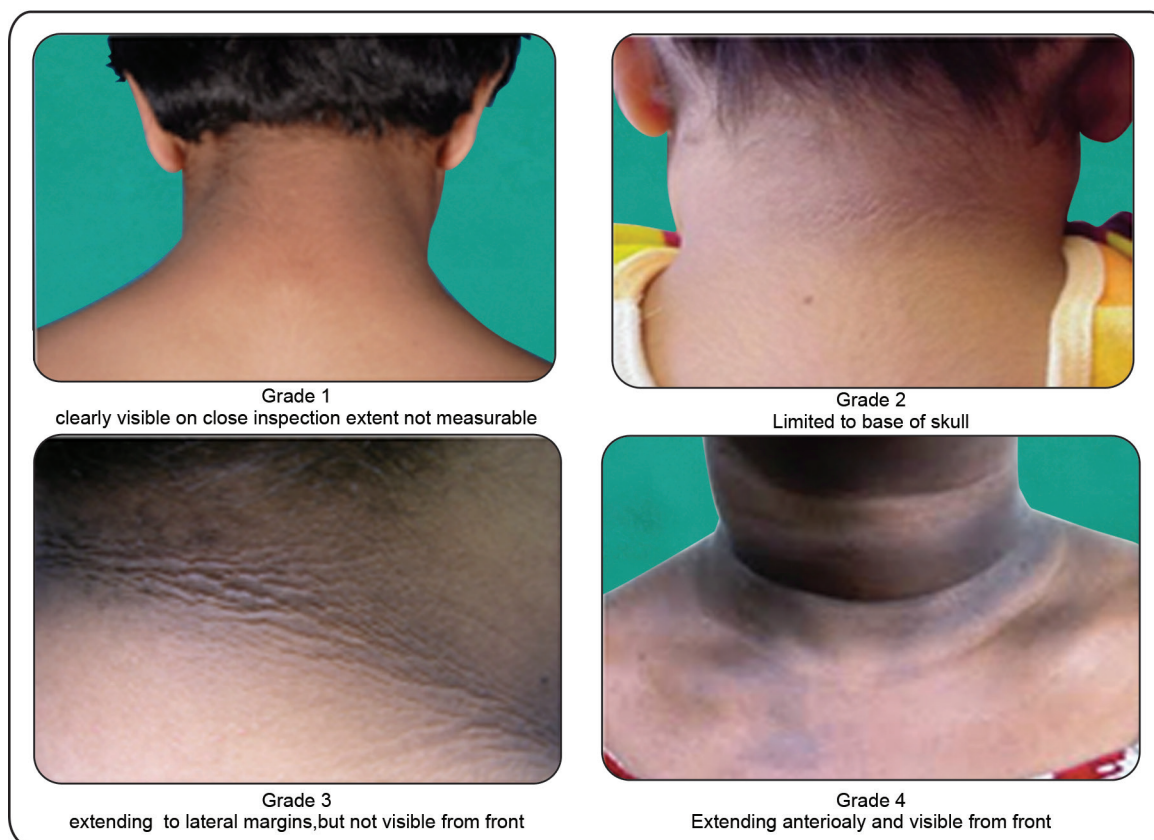 Grade 1
clearly visible on close inspection extent not measurable
Grade 2
Limited to base of skull
Grade 3
extending to lateral margins,but not visible from front
Grade 4
Extending anterioaly and visible from front